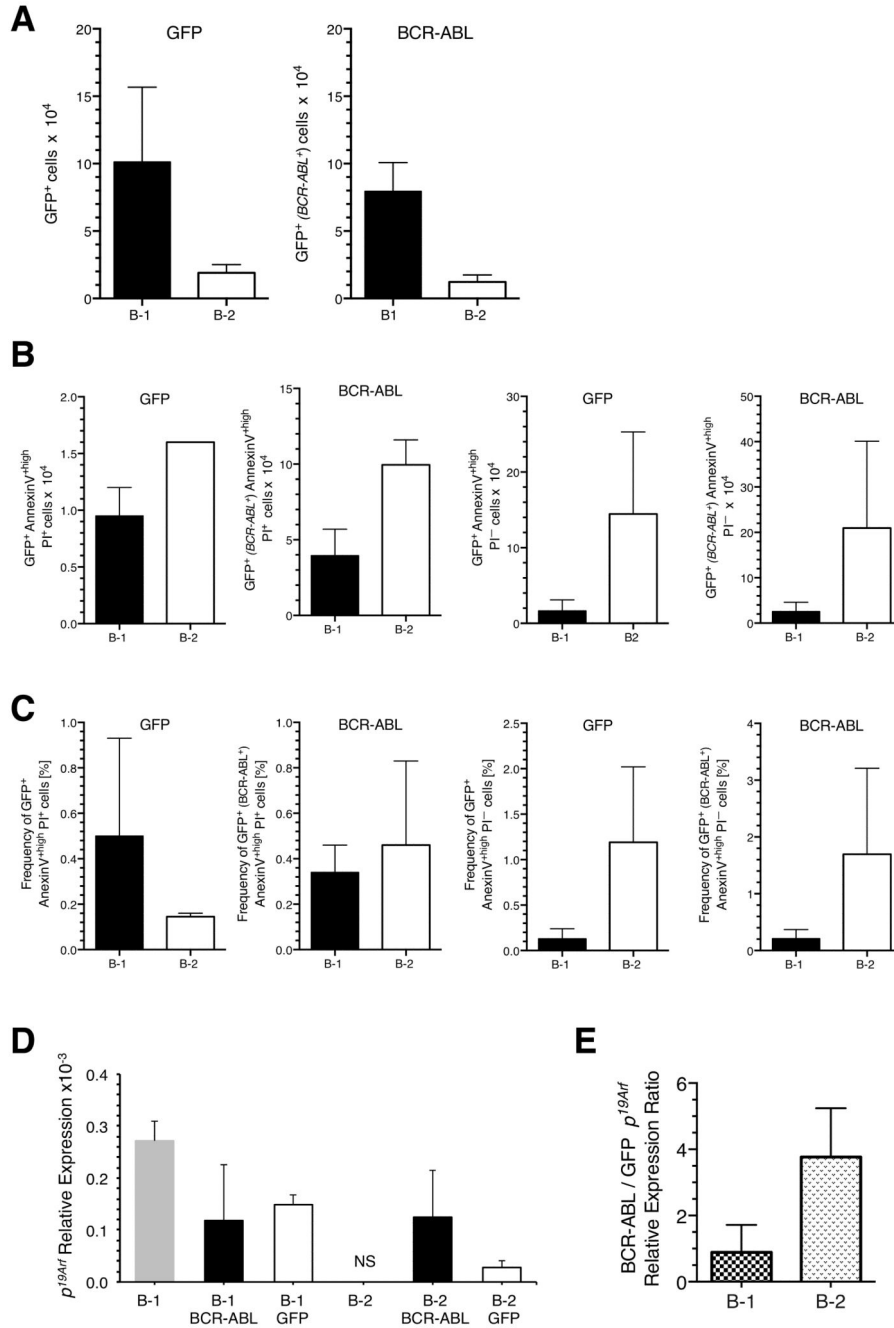 A
GFP
GFP⁺ cells x 10⁴
20
15
10
5
0
B-1
B-2
BCR-ABL
GFP⁺ (BCR-ABL⁺) cells x 10⁴
20
15
10
5
0
B1
B-2
B
GFP
GFP⁺ AnnexinV⁺ʰⁱᵍʰ
PI⁺ cells x 10⁴
2.0
1.5
1.0
0.5
0.0
B-1
B-2
BCR-ABL
GFP⁺ (BCR-ABL⁺) AnnexinV⁺ʰⁱᵍʰ
PI⁺ cells x 10⁴
15
10
5
0
B-1
B-2
GFP
GFP⁺ AnnexinV⁺ʰⁱᵍʰ
PI⁻ cells x 10⁴
30
20
10
0
B-1
B2
BCR-ABL
GFP⁺ (BCR-ABL⁺) AnnexinV⁺ʰⁱᵍʰ
PI⁻ x 10⁴
50
40
30
20
10
0
B-1
B-2
C
GFP
Frequency of GFP⁺
AnexinV⁺ʰⁱᵍʰ PI⁺ cells [%]
1.0
0.8
0.6
0.4
0.2
0.0
B-1
B-2
BCR-ABL
Frequency of GFP⁺ (BCR-ABL⁺)
AnexinV⁺ʰⁱᵍʰ PI⁺ cells [%]
1.0
0.8
0.6
0.4
0.2
0.0
B-1
B-2
GFP
Frequency of GFP⁺
AnexinV⁺ʰⁱᵍʰ PI⁻ cells [%]
2.5
2.0
1.5
1.0
0.5
0.0
B-1
B-2
BCR-ABL
Frequency of GFP⁺ (BCR-ABL⁺)
AnexinV⁺ʰⁱᵍʰ PI⁻ cells [%]
4
3
2
1
0
B-1
B-2
D
p¹⁹ᴬʳᶠ Relative Expression x10⁻³
0.4
0.3
0.2
0.1
0.0
NS
B-1
B-1
BCR-ABL
B-1
GFP
B-2
B-2
BCR-ABL
B-2
GFP
E
BCR-ABL / GFP p¹⁹ᴬʳᶠ
Relative Expression Ratio
6
4
2
0
B-1
B-2